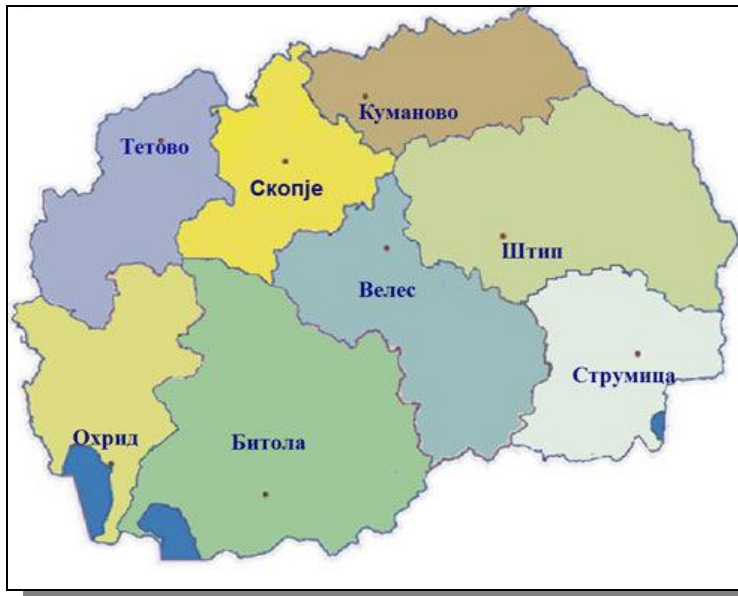 Куманово
Тетово
Скопје
Штип
Велес
Струмица
Охрид
Битола